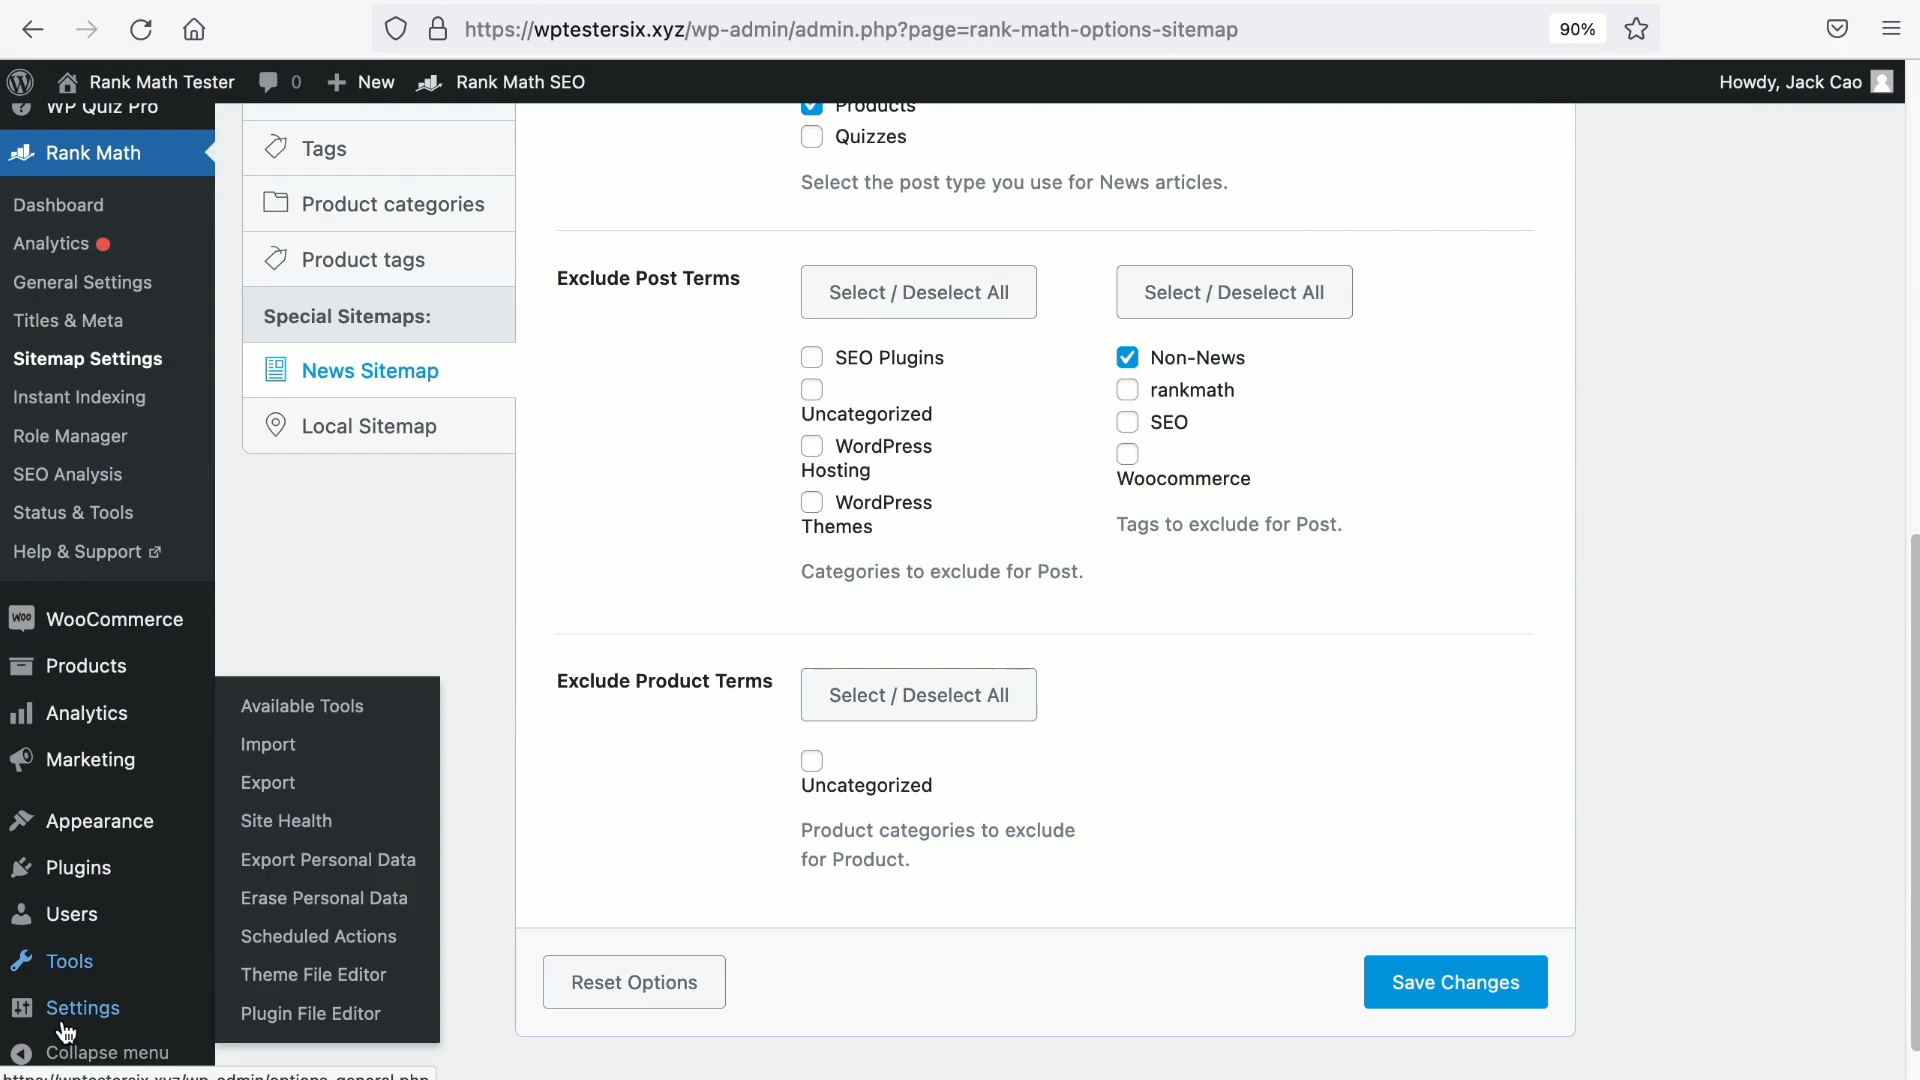 https://wptestersix.xyz/wp-admin/admin.php?page=rank-math-options-sitemap
90%
Rank Math Tester
0
New
Rank Math SEO
Howdy, Jack Cao
WP Quiz Pro
Rank Math
Dashboard
Analytics
General Settings
Titles & Meta
Sitemap Settings
Instant Indexing
Role Manager
SEO Analysis
Status & Tools
Help & Support
WooCommerce
Products
Analytics
Marketing
Appearance
Plugins
Users
Tools
Settings
Collapse menu
Available Tools
Import
Export
Site Health
Export Personal Data
Erase Personal Data
Scheduled Actions
Theme File Editor
Plugin File Editor
Tags
Product categories
Product tags
Special Sitemaps:
News Sitemap
Local Sitemap
Products
Quizzes
Select the post type you use for News articles.
Exclude Post Terms
Select / Deselect All
SEO Plugins
Uncategorized
WordPress
Hosting
WordPress
Themes
Categories to exclude for Post.
Select / Deselect All
Non-News
rankmath
SEO
Woocommerce
Tags to exclude for Post.
Exclude Product Terms
Select / Deselect All
Uncategorized
Product categories to exclude
for Product.
Reset Options
Save Changes
https://wptestersix.xyz/wp-admin/options-general.php